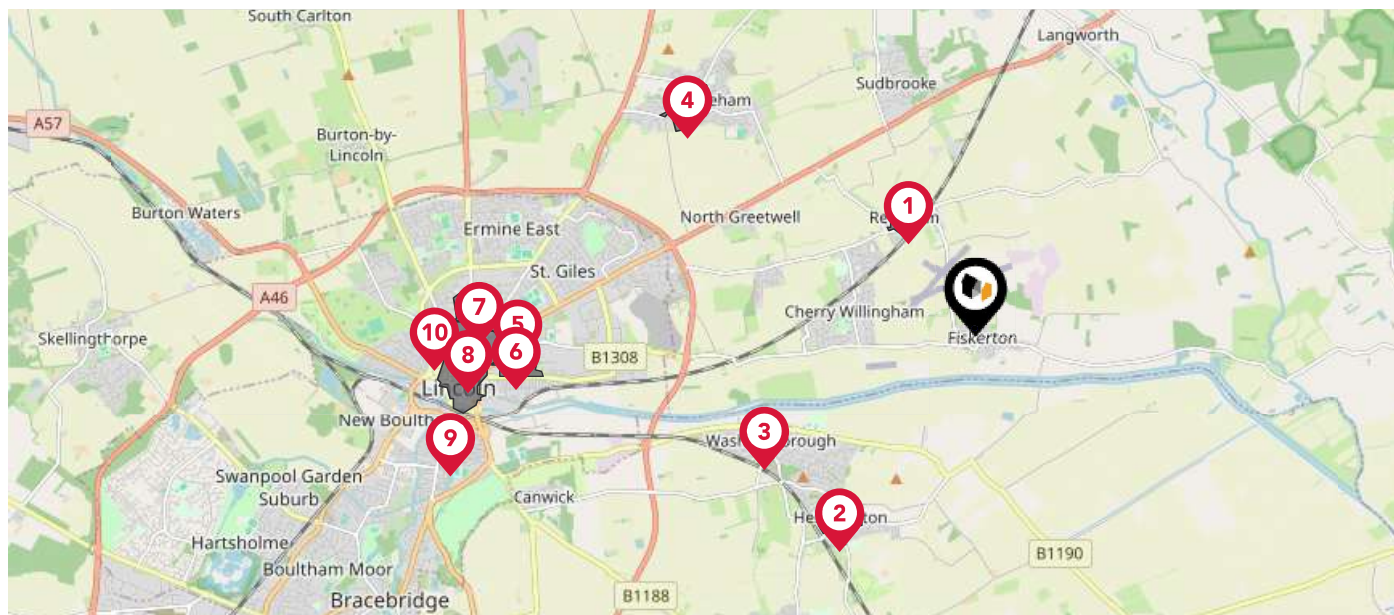 South Carlton
Langworth
Sudbrooke
A57
4
eham
Burton-by-
Lincoln
Burton Waters
1
North Greetwell
Ermine East
St. Giles
A46
7
5
Cherry Willingham
Skellingthorpe
10
6
8
Fiskerton
B1308
Lincoln
9
3
Swanpool Garden
Suburb
Canwick
2
Hartsholme
Boultham Moor
B1190
B1188
Bracebridge